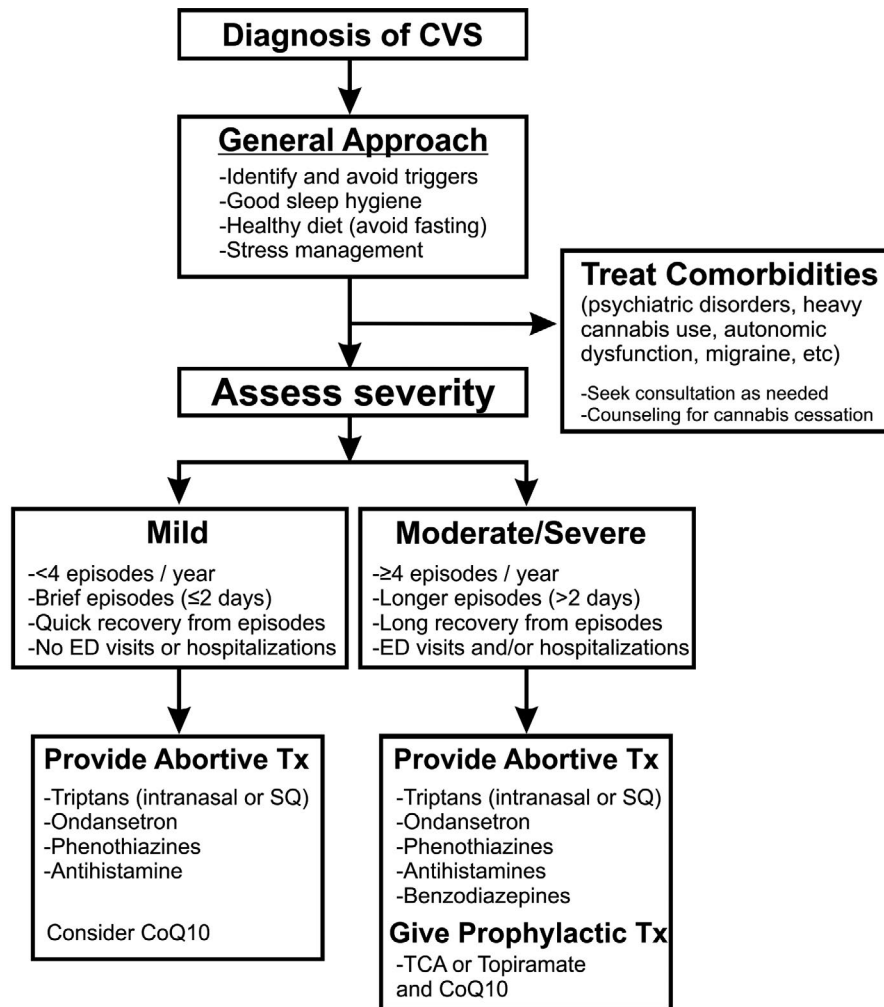 Diagnosis of CVS
General Approach
-Identify and avoid triggers
-Good sleep hygiene
-Healthy diet (avoid fasting)
-Stress management
Treat Comorbidities
(psychiatric disorders, heavy
cannabis use, autonomic
dysfunction, migraine, etc)
-Seek consultation as needed
-Counseling for cannabis cessation
Assess severity
Mild
-<4 episodes / year
-Brief episodes (≤2 days)
-Quick recovery from episodes
-No ED visits or hospitalizations
Moderate/Severe
-≥4 episodes / year
-Longer episodes (>2 days)
-Long recovery from episodes
-ED visits and/or hospitalizations
Provide Abortive Tx
-Triptans (intranasal or SQ)
-Ondansetron
-Phenothiazines
-Antihistamine
Consider CoQ10
Provide Abortive Tx
-Triptans (intranasal or SQ)
-Ondansetron
-Phenothiazines
-Antihistamines
-Benzodiazepines
Give Prophylactic Tx
-TCA or Topiramate
and CoQ10